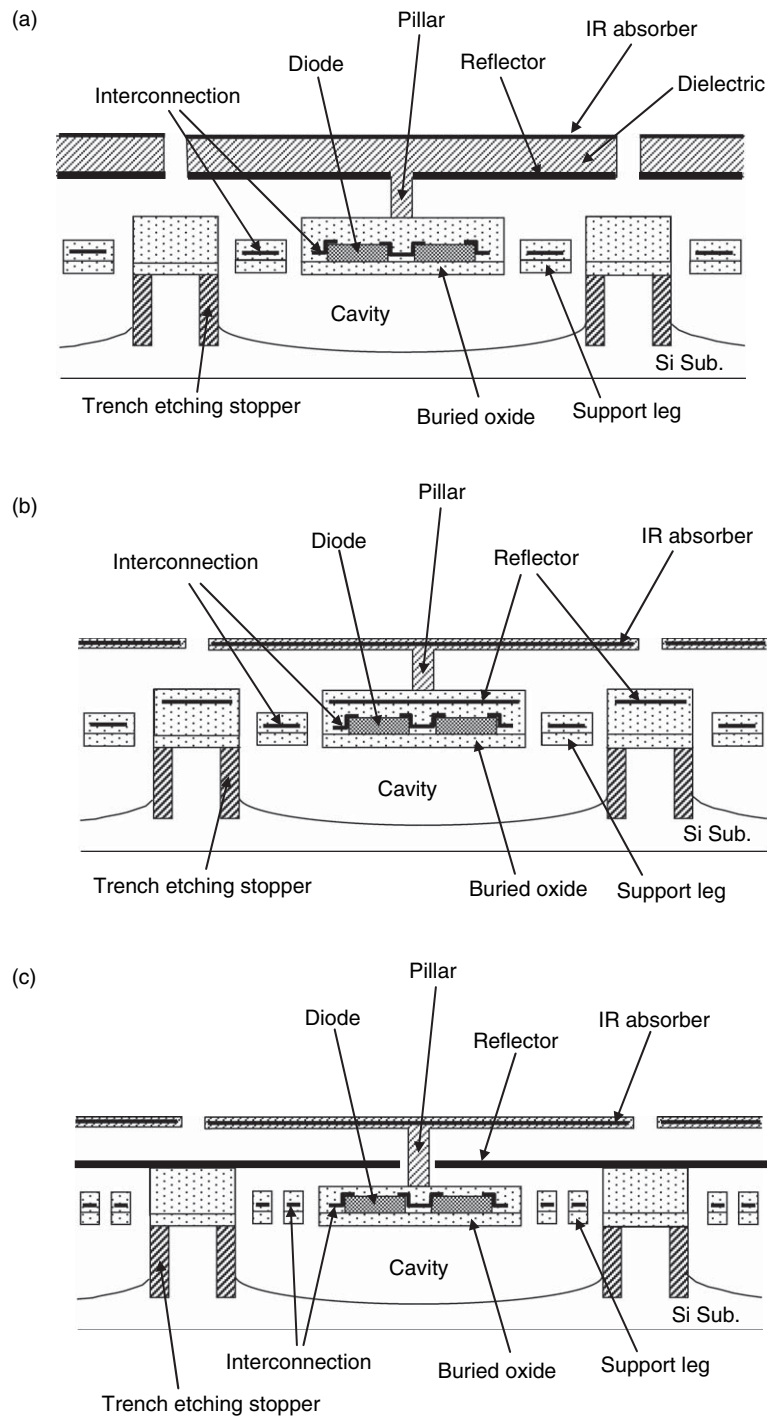 (a)
Pillar
IR absorber
Diode
Reflector
Interconnection
Dielectric
Cavity
Si Sub.
Trench etching stopper
Support leg
Buried oxide
(b)
Pillar
IR absorber
Diode
Reflector
Interconnection
Cavity
Si Sub.
Trench etching stopper
Buried oxide
Support leg
(c)
Pillar
Diode
IR absorber
Reflector
Cavity
Si Sub.
Interconnection
Buried oxide
Support leg
Trench etching stopper